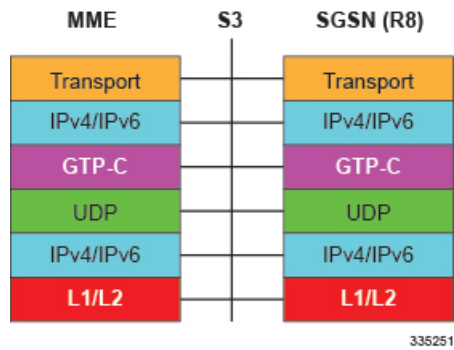 MME S3 SGSN (R8)
Transport Transport
IPv4/IPv6 IPv4/IPv6
GTP-C GTP-C
UDP UDP
IPv4/IPv6 IPv4/IPv6
L1/L2 L1/L2
335251